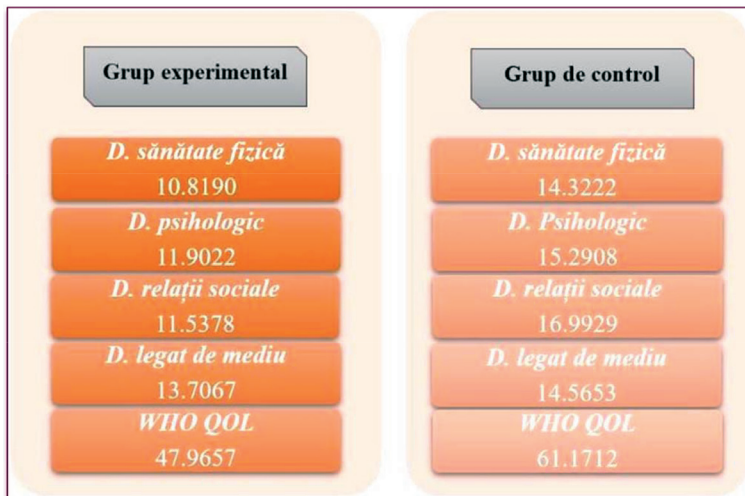 Grup experimental
D. sănătate fizică
10.8190
D. psihologic
11.9022
D. relații sociale
11.5378
D. legat de mediu
13.7067
WHO QOL
47.9657
Grup de control
D. sănătate fizică
14.3222
D. Psihologic
15.2908
D. relații sociale
16.9929
D. legat de mediu
14.5653
WHO QOL
61.1712